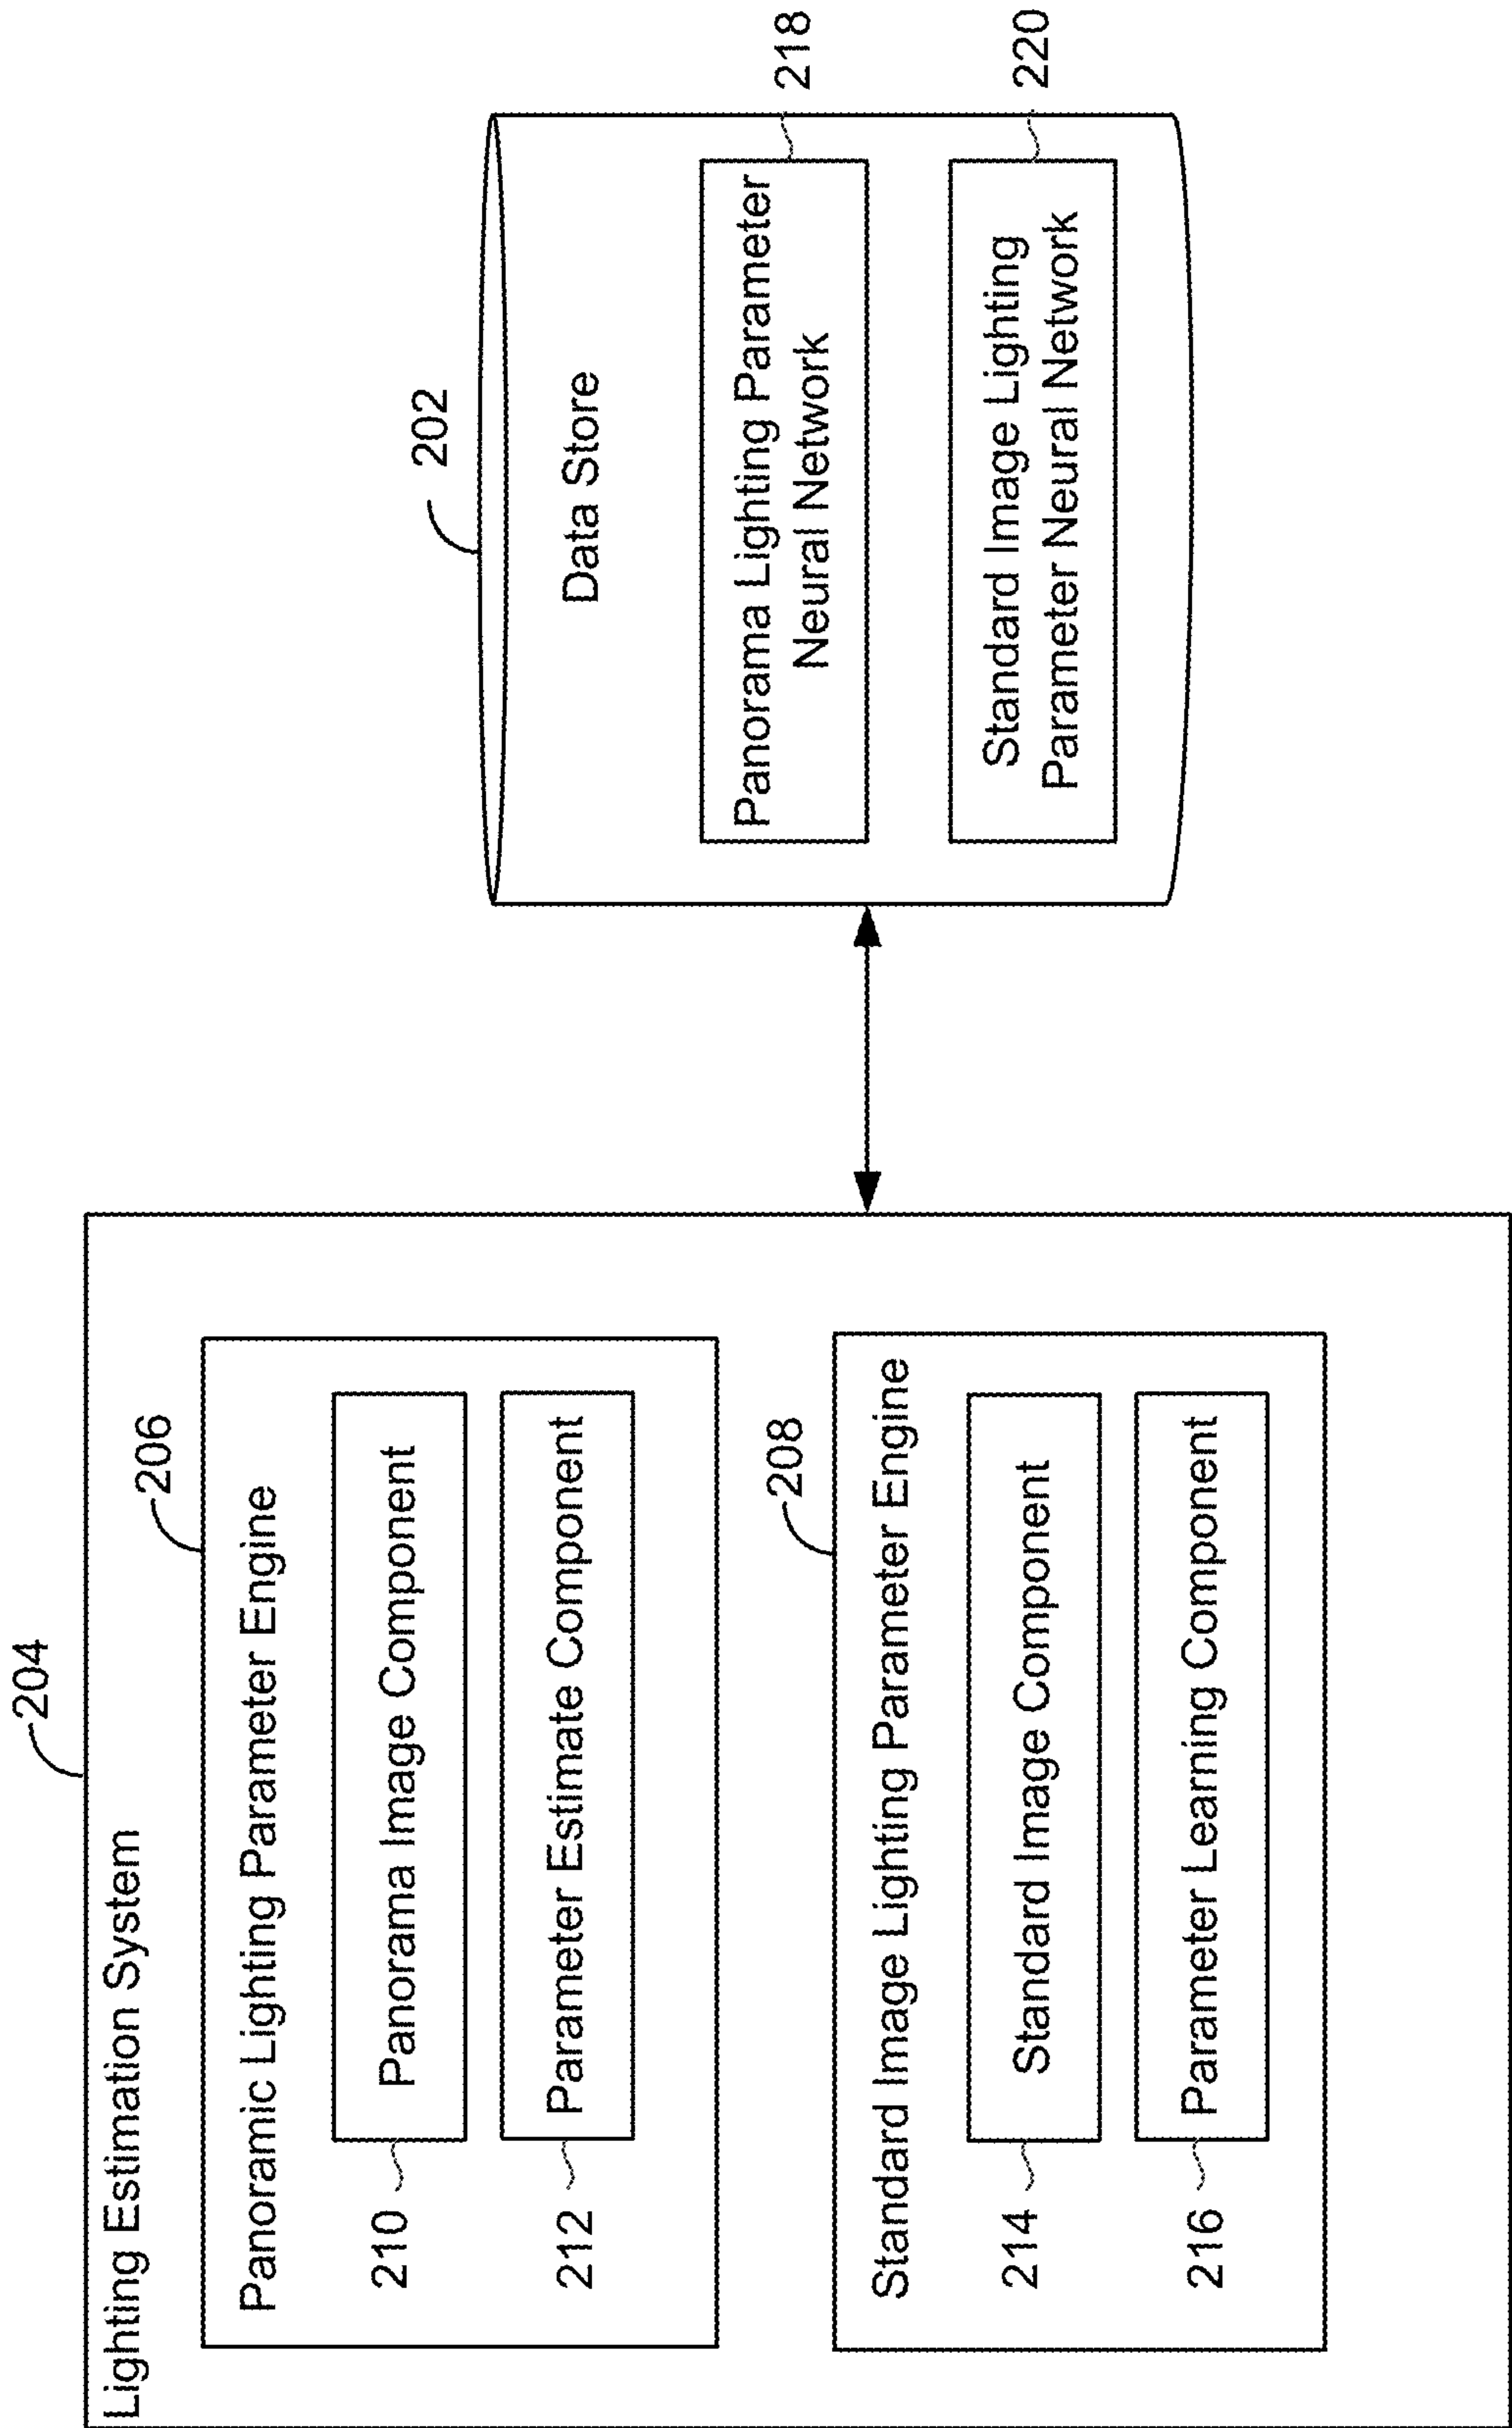 204
Lighting Estimation System
206
Panoramic Lighting Parameter Engine
210
Panorama Image Component
212
Parameter Estimate Component
208
Standard Image Lighting Parameter Engine
214
Standard Image Component
216
Parameter Learning Component
202
Data Store
Panorama Lighting Parameter
Neural Network
218
Standard Image Lighting
Parameter Neural Network
220